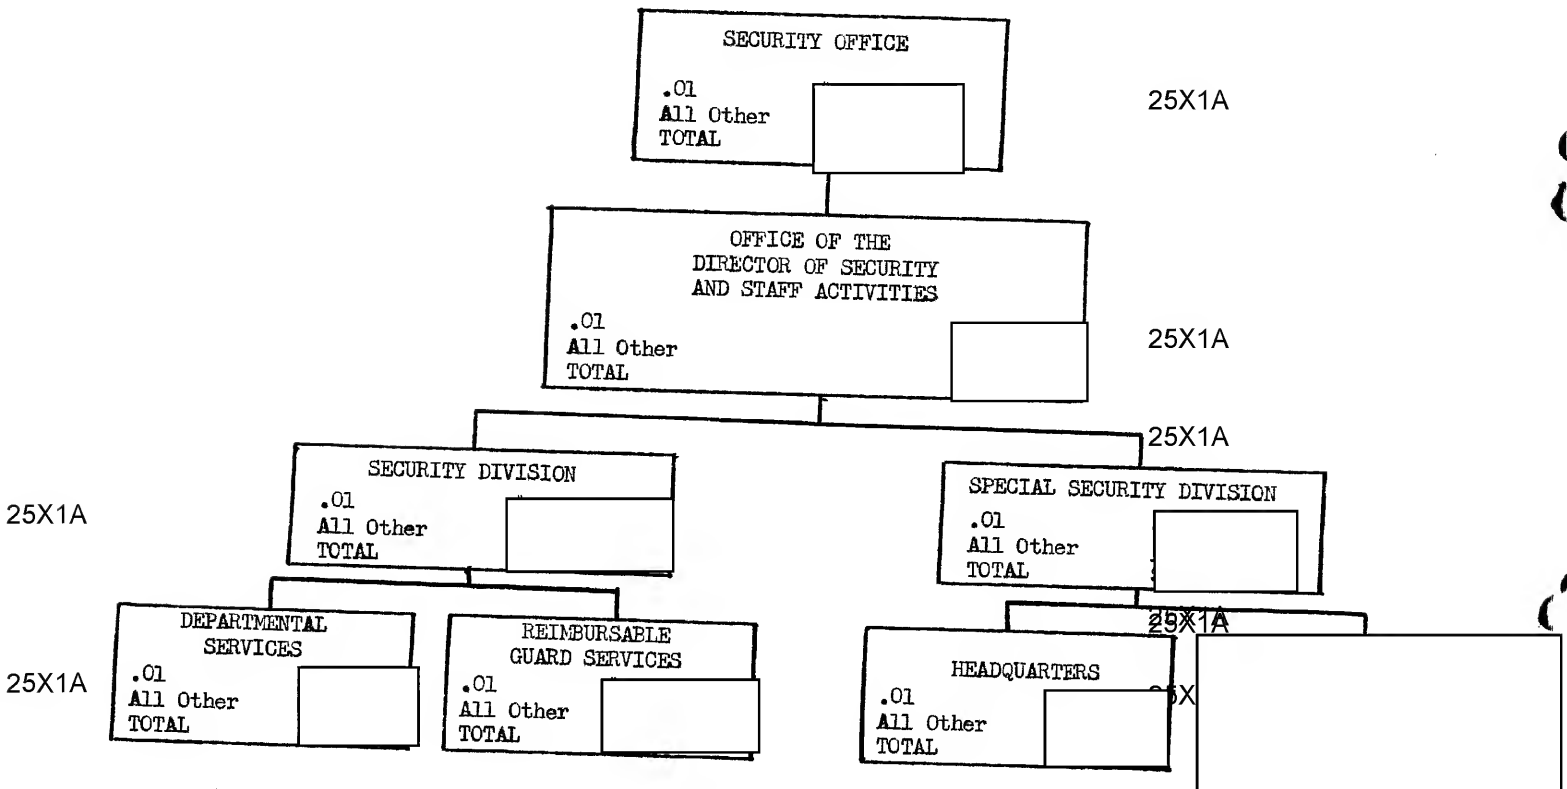 SECURITY OFFICE
.01
All Other
TOTAL
25X1A
OFFICE OF THE
DIRECTOR OF SECURITY
AND STAFF ACTIVITIES
.01
All Other
TOTAL
25X1A
25X1A
SECURITY DIVISION
.01
All Other
TOTAL
25X1A
SPECIAL SECURITY DIVISION
.01
All Other
TOTAL
DEPARTMENTAL
SERVICES
.01
All Other
TOTAL
25X1A
REIMBURSABLE
GUARD SERVICES
.01
All Other
TOTAL
25X1A
HEADQUARTERS
.01
All Other
TOTAL